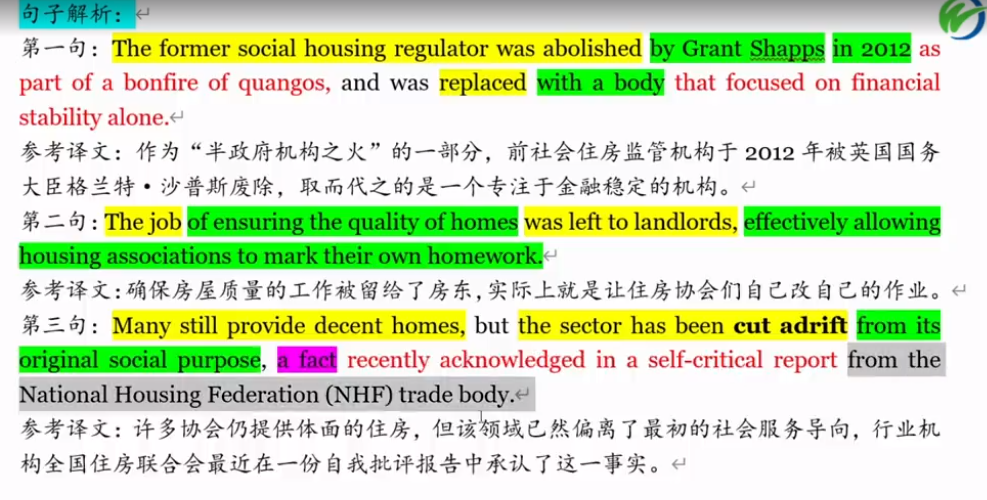 句子解析：
第一句：The former social housing regulator was abolished by Grant Shapps in 2012 as
part of a bonfire of quangos, and was replaced with a body that focused on financial
stability alone.
参考译文：作为“半政府机构之火”的一部分，前社会住房监管机构于 2012 年被英国国务
大臣格兰特·沙普斯废除，取而代之的是一个专注于金融稳定的机构。
第二句：The job of ensuring the quality of homes was left to landlords, effectively allowing
housing associations to mark their own homework.
参考译文：确保房屋质量的工作被留给了房东，实际上就是让住房协会们自己改自己的作业。
第三句：Many still provide decent homes, but the sector has been cut adrift from its
original social purpose, a fact recently acknowledged in a self-critical report from the
National Housing Federation (NHF) trade body.
参考译文：许多协会仍提供体面的住房，但该领域已然偏离了最初的社会服务导向，行业机
构全国住房联合会最近在一份自我批评报告中承认了这一事实。